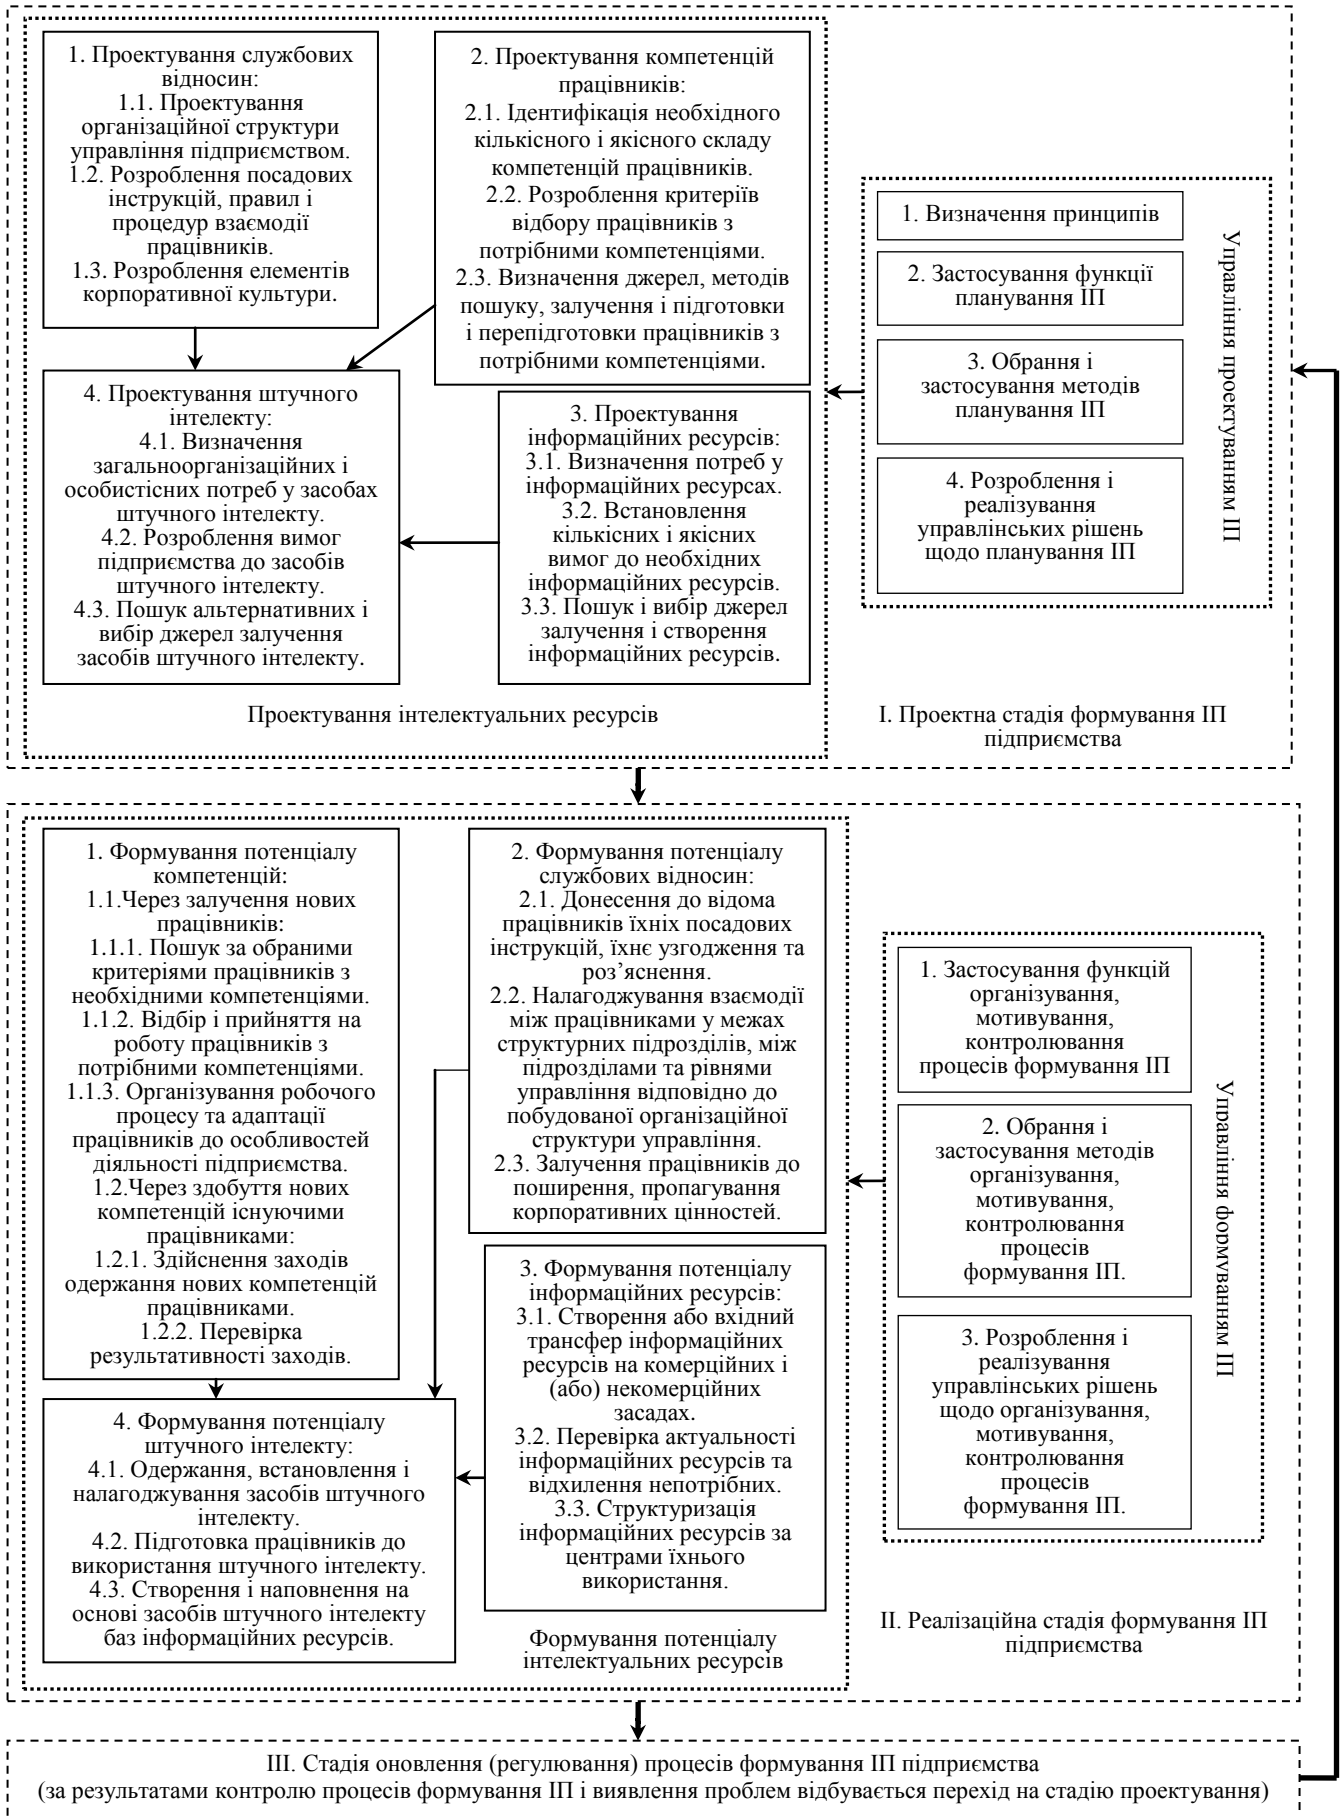 1. Проектування службових
відносин:
1.1. Проектування
організаційної структури
управління підприємством.
1.2. Розроблення посадових
інструкцій, правил і
процедур взаємодії
працівників.
1.3. Розроблення елементів
корпоративної культури.
2. Проектування компетенцій
працівників:
2.1. Ідентифікація необхідного
кількісного і якісного складу
компетенцій працівників.
2.2. Розроблення критеріїв
відбору працівників з
потрібними компетенціями.
2.3. Визначення джерел, методів
пошуку, залучення і підготовки
і перепідготовки працівників з
потрібними компетенціями.
4. Проектування штучного
інтелекту:
4.1. Визначення
загальноорганізаційних і
особистісних потреб у засобах
штучного інтелекту.
4.2. Розроблення вимог
підприємства до засобів
штучного інтелекту.
4.3. Пошук альтернативних і
вибір джерел залучення
засобів штучного інтелекту.
3. Проектування
інформаційних ресурсів:
3.1. Визначення потреб у
інформаційних ресурсах.
3.2. Встановлення
кількісних і якісних
вимог до необхідних
інформаційних ресурсів.
3.3. Пошук і вибір джерел
залучення і створення
інформаційних ресурсів.
Проектування інтелектуальних ресурсів
1. Визначення принципів
2. Застосування функції
планування ІП
3. Обрання і
застосування методів
планування ІП
4. Розроблення і
реалізування
управлінських рішень
щодо планування ІП
Управління проектуванням ІП
І. Проектна стадія формування ІП
підприємства
1. Формування потенціалу
компетенцій:
1.1.Через залучення нових
працівників:
1.1.1. Пошук за обраними
критеріями працівників з
необхідними компетенціями.
1.1.2. Відбір і прийняття на
роботу працівників з
потрібними компетенціями.
1.1.3. Організування робочого
процесу та адаптації
працівників до особливостей
діяльності підприємства.
1.2.Через здобуття нових
компетенцій існуючими
працівниками:
1.2.1. Здійснення заходів
одержання нових компетенцій
працівниками.
1.2.2. Перевірка
результативності заходів.
2. Формування потенціалу
службових відносин:
2.1. Донесення до відома
працівників їхніх посадових
інструкцій, їхнє узгодження та
роз’яснення.
2.2. Налагоджування взаємодії
між працівниками у межах
структурних підрозділів, між
підрозділами та рівнями
управління відповідно до
побудованої організаційної
структури управління.
2.3. Залучення працівників до
поширення, пропагування
корпоративних цінностей.
3. Формування потенціалу
інформаційних ресурсів:
3.1. Створення або вхідний
трансфер інформаційних
ресурсів на комерційних і
(або) некомерційних
засадах.
3.2. Перевірка актуальності
інформаційних ресурсів та
відхилення непотрібних.
3.3. Структуризація
інформаційних ресурсів за
центрами їхнього
використання.
4. Формування потенціалу
штучного інтелекту:
4.1. Одержання, встановлення і
налагоджування засобів штучного
інтелекту.
4.2. Підготовка працівників до
використання штучного інтелекту.
4.3. Створення і наповнення на
основі засобів штучного інтелекту
баз інформаційних ресурсів.
Формування потенціалу
інтелектуальних ресурсів
1. Застосування функцій
організування,
мотивування,
контролювання
процесів формування ІП
2. Обрання і
застосування методів
організування,
мотивування,
контролювання
процесів
формування ІП.
3. Розроблення і
реалізування
управлінських рішень
щодо організування,
мотивування,
контролювання
процесів
формування ІП.
Управління формуванням ІП
ІІ. Реалізаційна стадія формування ІП
підприємства
ІІІ. Стадія оновлення (регулювання) процесів формування ІП підприємства
(за результатами контролю процесів формування ІП і виявлення проблем відбувається перехід на стадію проектування)